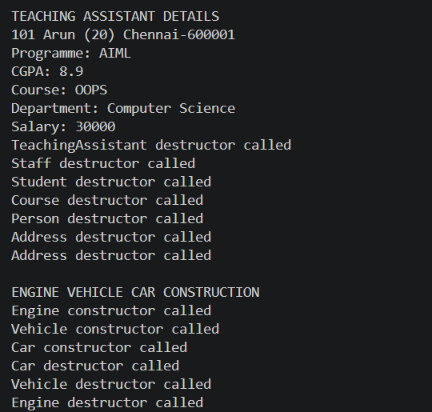 TEACHING ASSISTANT DETAILS
101 Arun (20) Chennai-600001
Programme: AIML
CGPA: 8.9
Course: OOPS
Department: Computer Science
Salary: 30000
TeachingAssistant destructor called
Staff destructor called
Student destructor called
Course destructor called
Person destructor called
Address destructor called
Address destructor called
ENGINE VEHICLE CAR CONSTRUCTION
Engine constructor called
Vehicle constructor called
Car constructor called
Car destructor called
Vehicle destructor called
Engine destructor called